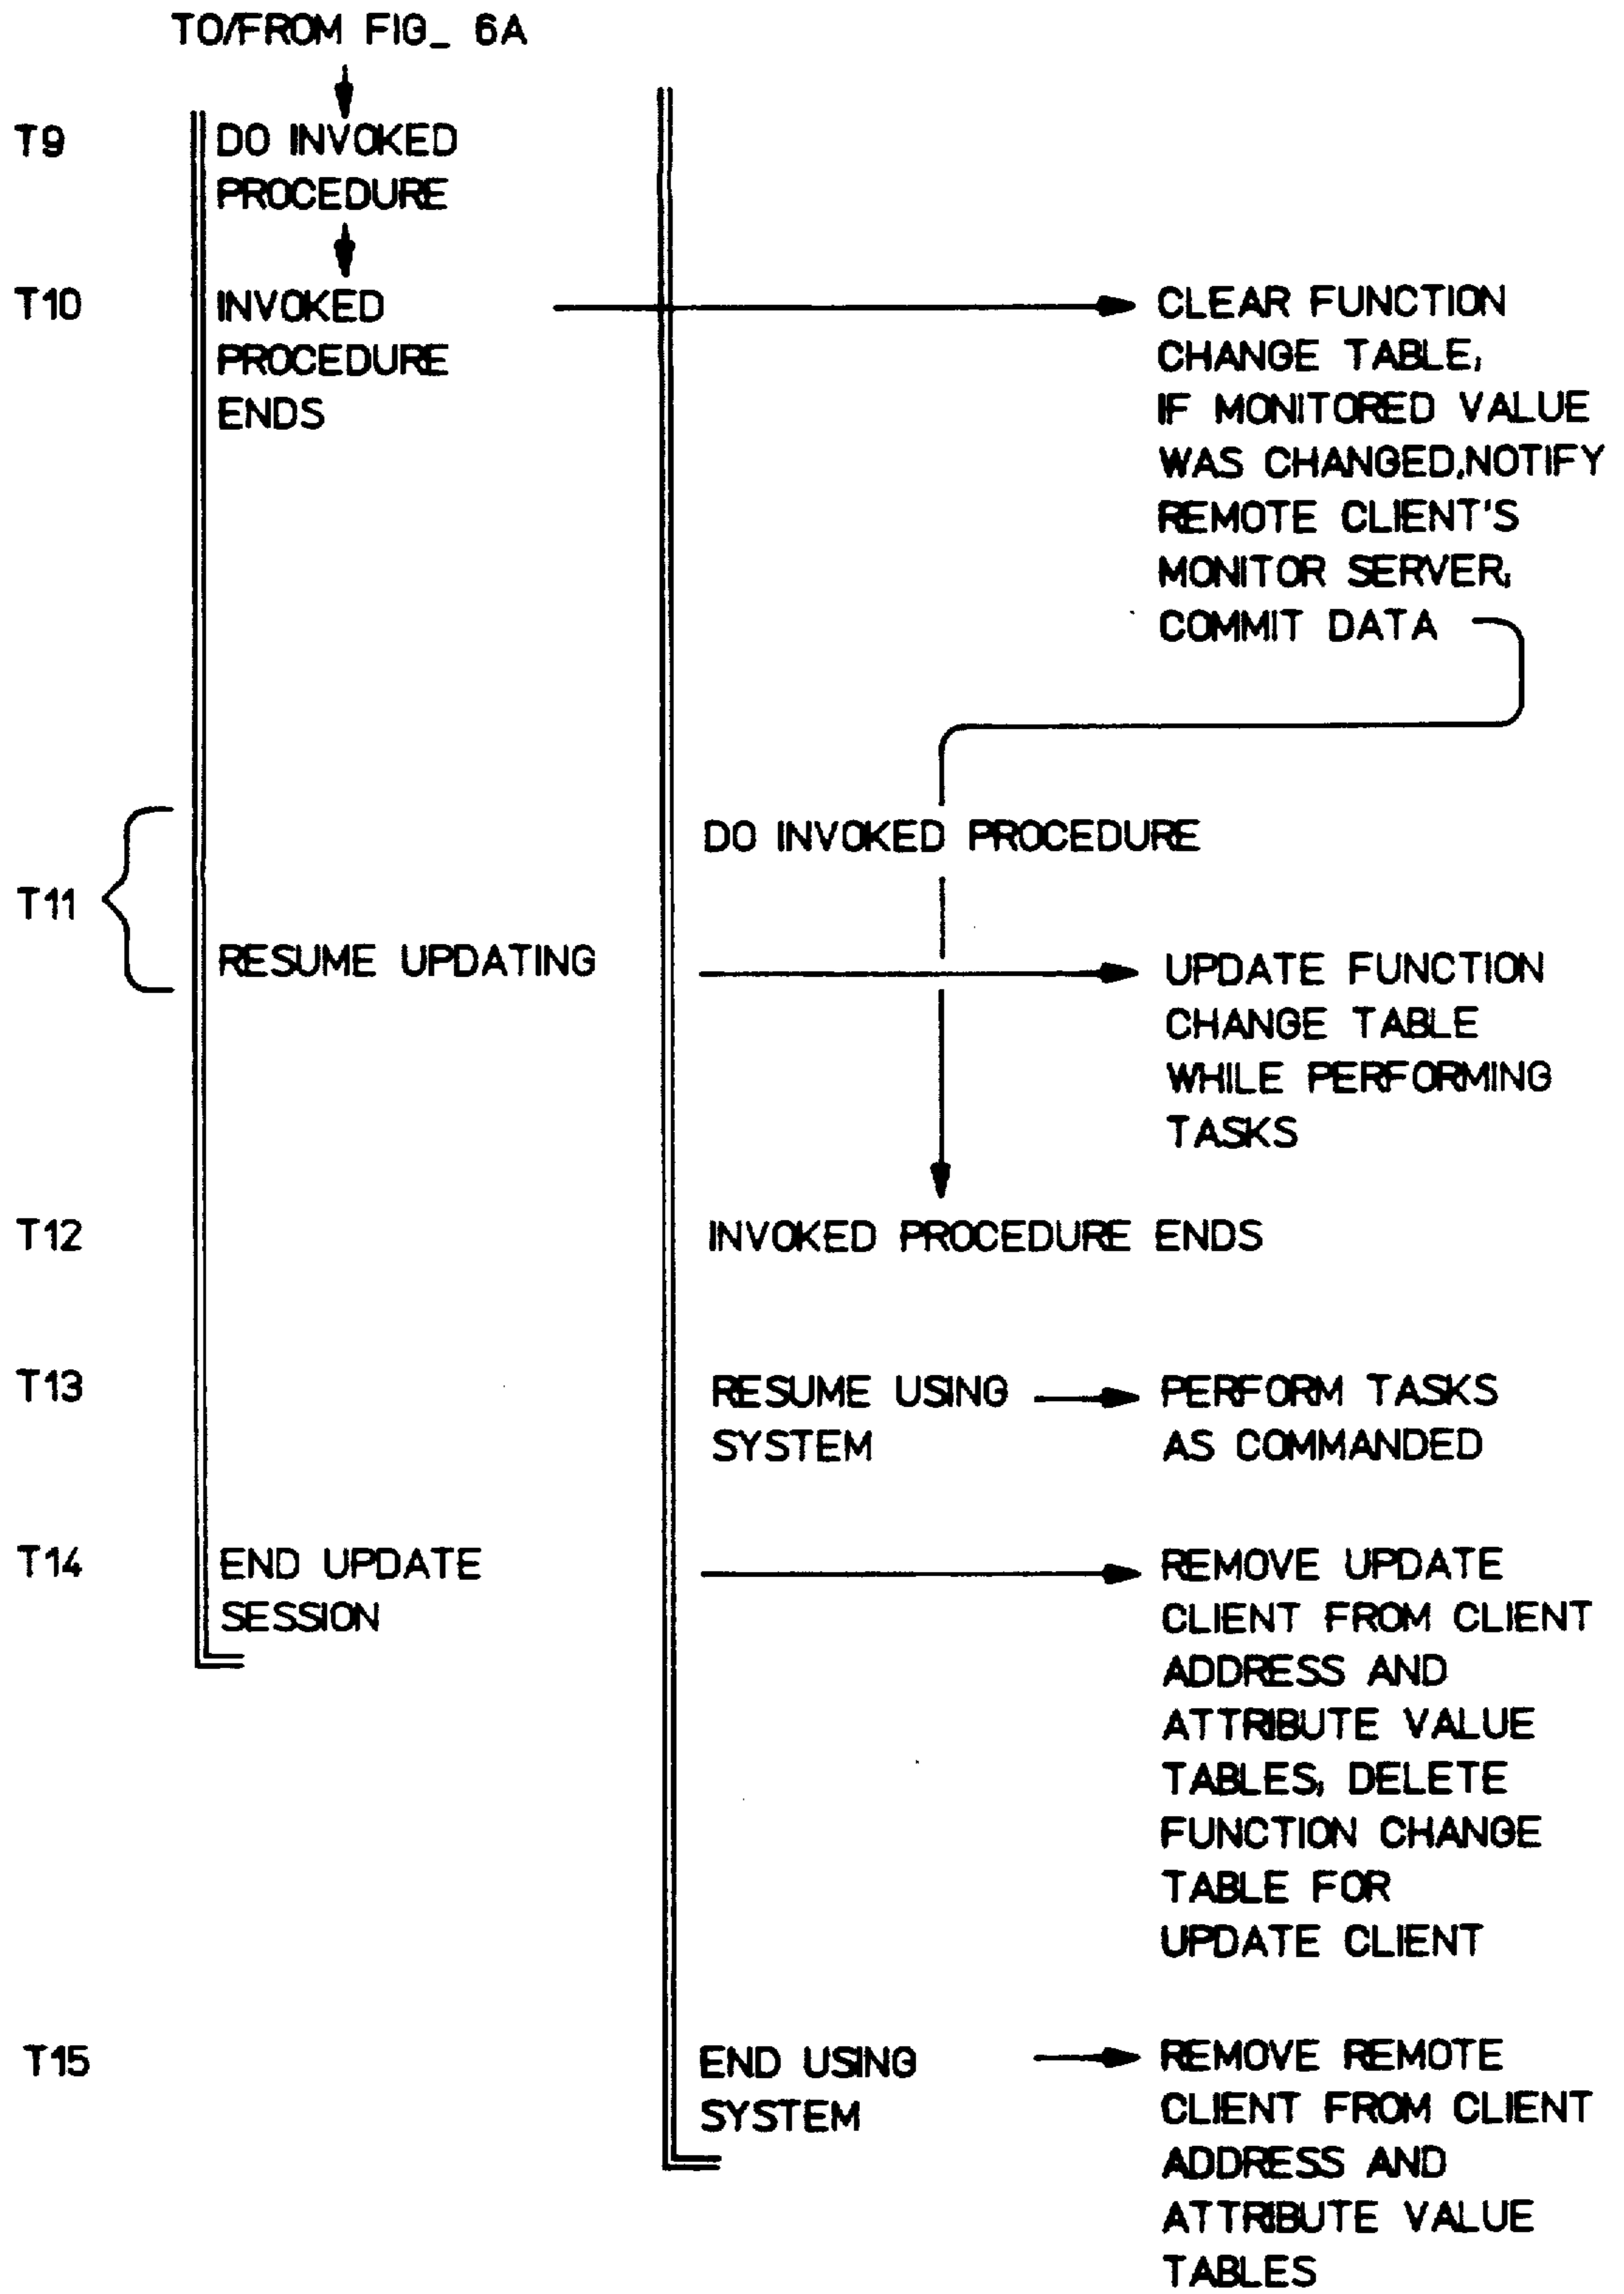 TO/FROM FIG_ 6A
T9
DO INVOKED
PROCEDURE
T10
INVOKED
PROCEDURE
ENDS
CLEAR FUNCTION
CHANGE TABLE,
IF MONITORED VALUE
WAS CHANGED,NOTIFY
REMOTE CLIENT'S
MONITOR SERVER,
COMMIT DATA
T11
DO INVOKED PROCEDURE
RESUME UPDATING
UPDATE FUNCTION
CHANGE TABLE
WHILE PERFORMING
TASKS
T12
INVOKED PROCEDURE ENDS
T13
RESUME USING
SYSTEM
PERFORM TASKS
AS COMMANDED
T14
END UPDATE
SESSION
REMOVE UPDATE
CLIENT FROM CLIENT
ADDRESS AND
ATTRIBUTE VALUE
TABLES, DELETE
FUNCTION CHANGE
TABLE FOR
UPDATE CLIENT
T15
END USING
SYSTEM
REMOVE REMOTE
CLIENT FROM CLIENT
ADDRESS AND
ATTRIBUTE VALUE
TABLES